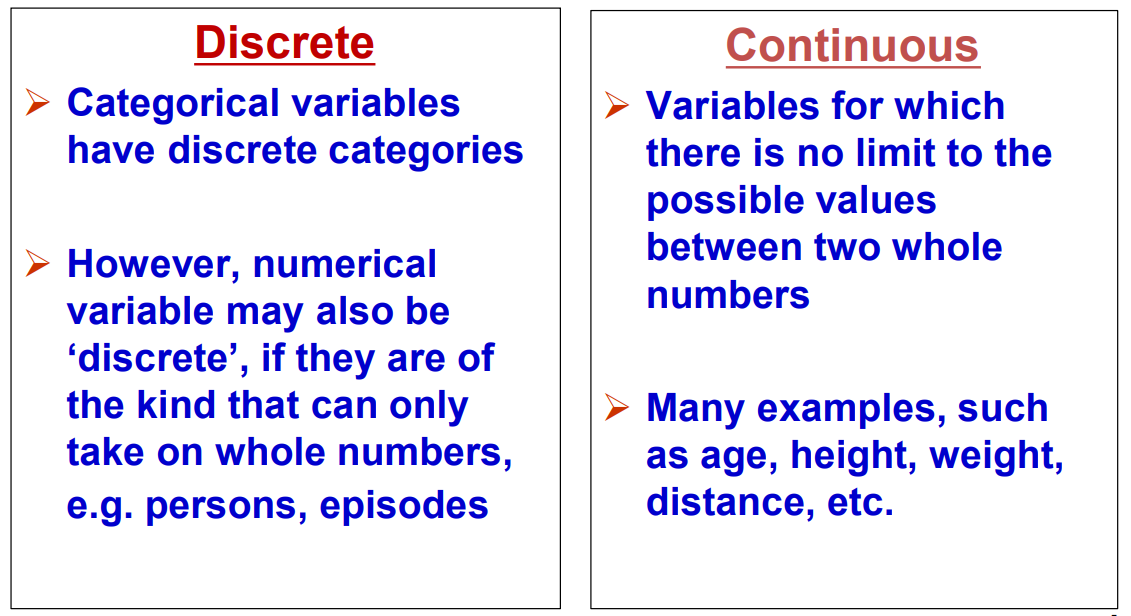 Discrete
➢ Categorical variables
have discrete categories
➢ However, numerical
variable may also be
‘discrete’, if they are of
the kind that can only
take on whole numbers,
e.g. persons, episodes
Continuous
➢ Variables for which
there is no limit to the
possible values
between two whole
numbers
➢ Many examples, such
as age, height, weight,
distance, etc.